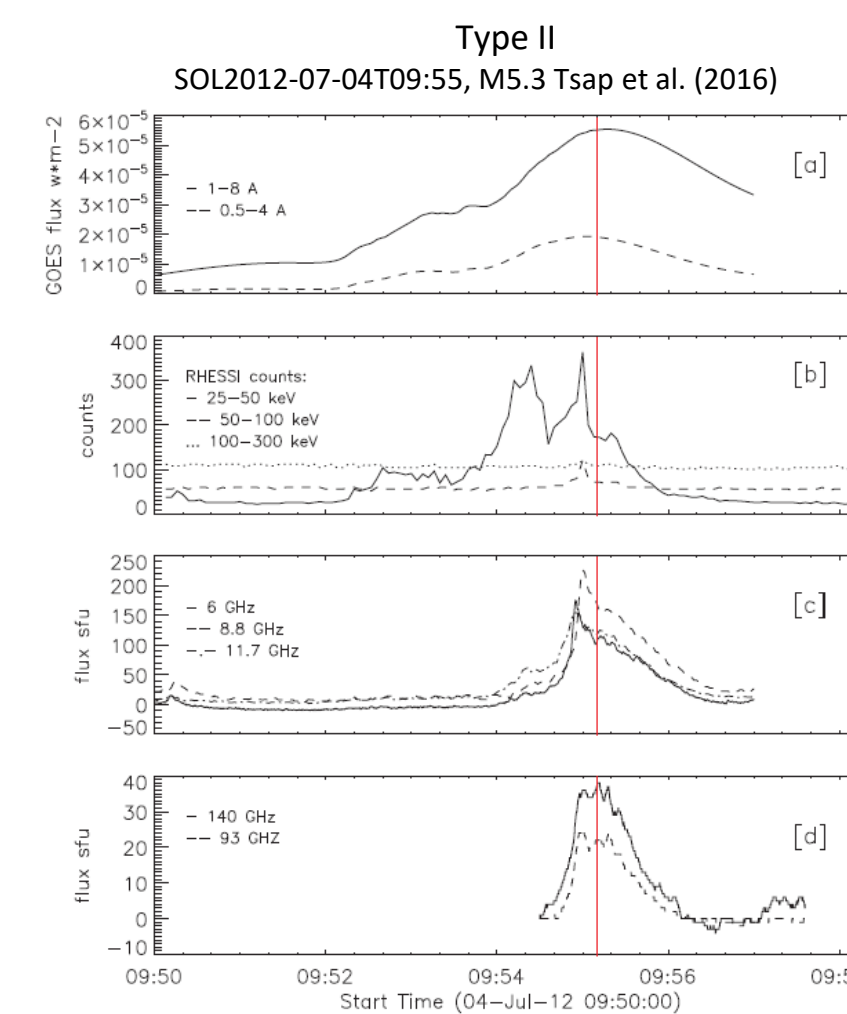 Type II
SOL2012-07-04T09:55, M5.3 Tsap et al. (2016)
GOES flux w*m-2
6×10-5
5×10-5
4×10-5
3×10-5
2×10-5
1×10-5
0
– 1-8 A
-- 0.5-4 A
[a]
counts
400
300
200
100
0
RHESSI counts:
– 25-50 keV
-- 50-100 keV
... 100-300 keV
[b]
flux sfu
250
200
150
100
50
0
-50
– 6 GHz
-- 8.8 GHz
-.- 11.7 GHz
[c]
flux sfu
40
30
20
10
0
-10
– 140 GHz
-- 93 GHZ
[d]
09:50 09:52 09:54 09:56
Start Time (04-Jul-12 09:50:00)